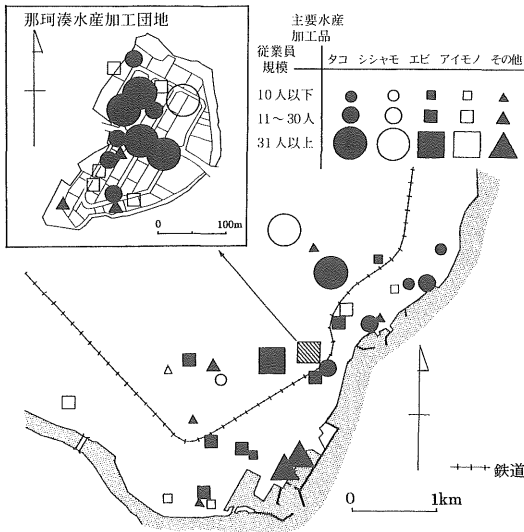 那珂湊水産加工団地
0 100m
主要水産
加工品
従業員
規模
タコ シシャモ エビ アイモノ その他
10人以下
11～30人
31人以上
鉄道
0 1km